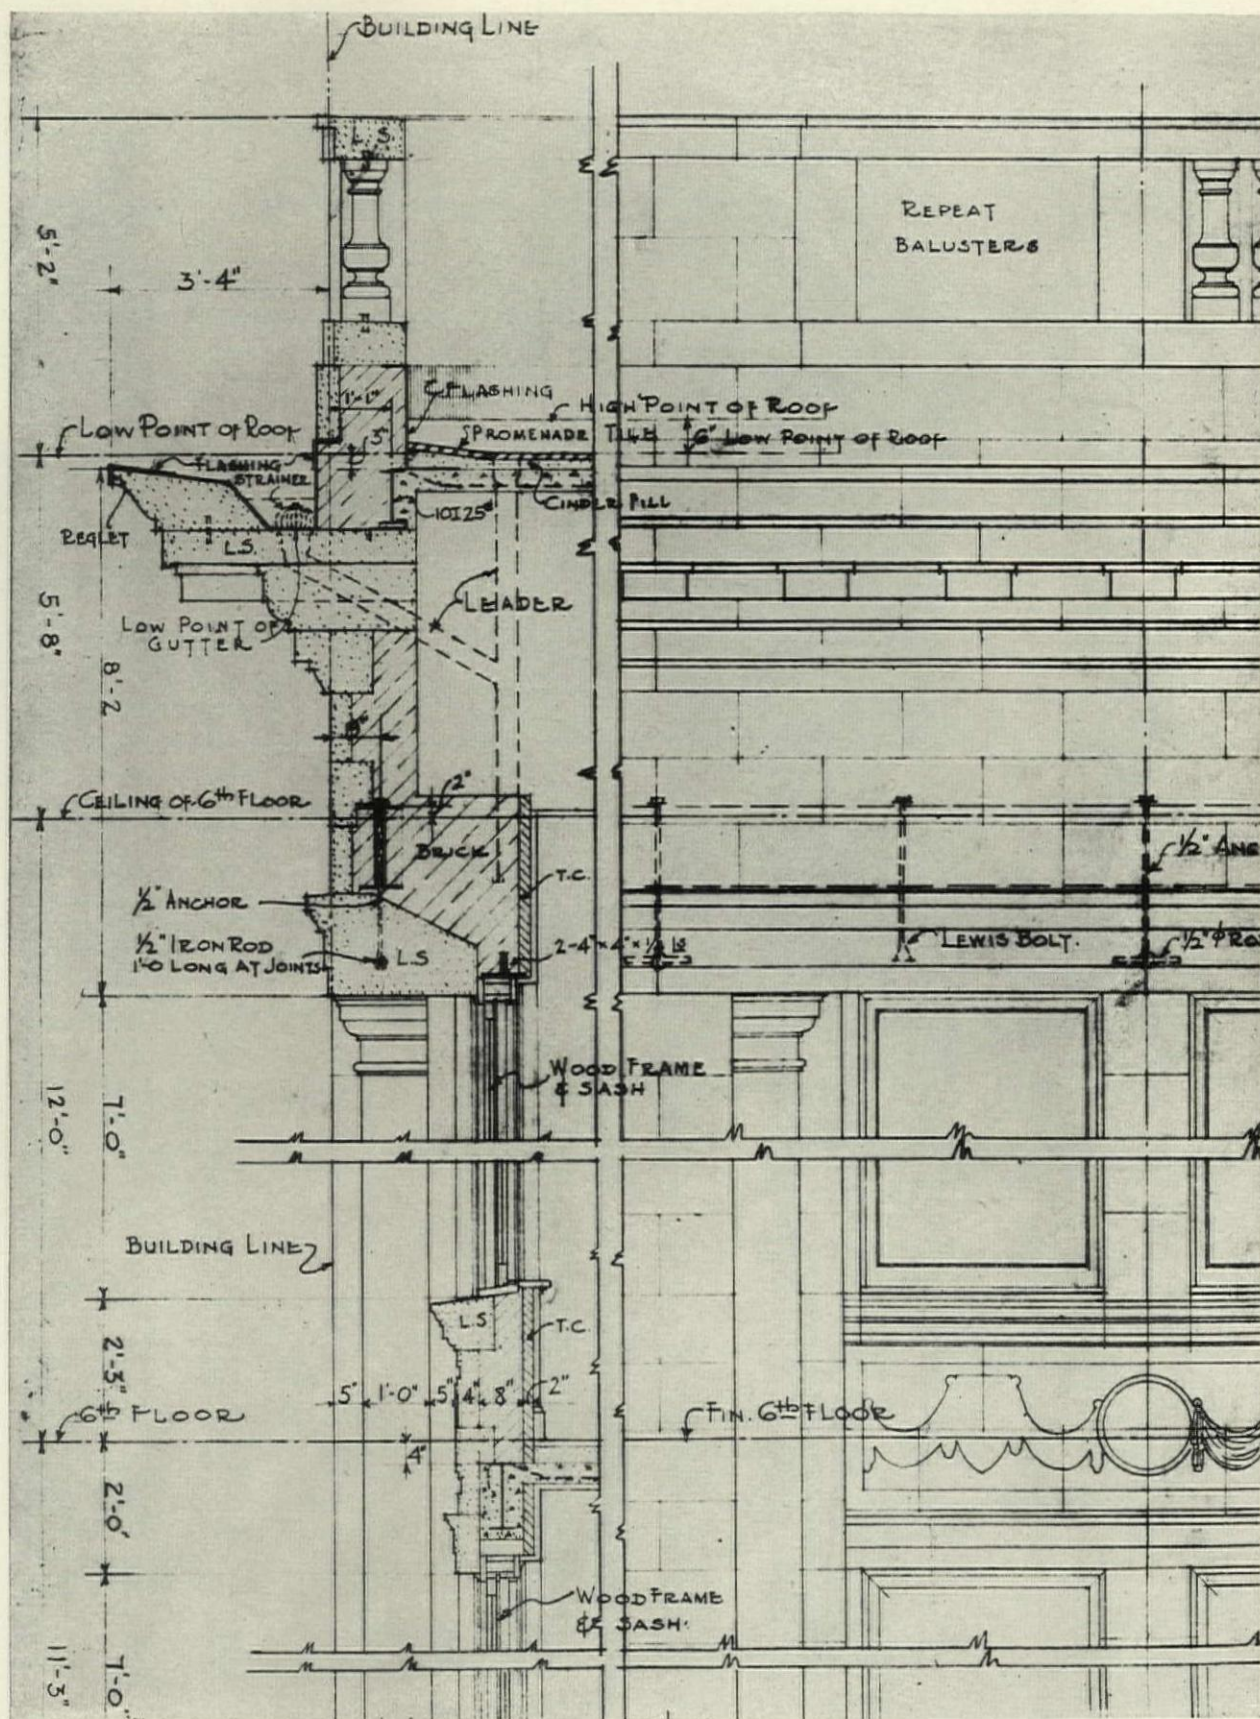 BUILDING LINE
L.S.
REPEAT
BALUSTERS
5'-2"
3'-4"
FLASHING
1'-1"
HIGH POINT OF ROOF
LOW POINT OF ROOF
3"
PROMENADE TILE
6" LOW POINT OF ROOF
FLASHING
STRAINER
CINDER FILL
10I25#
REGLET
L.S.
LEADER
LOW POINT OF
GUTTER
5'-8"
8'-2
8"
2"
CEILING OF 6th FLOOR
BRICK
1/2" ANC
T.C.
1/2" ANCHOR
1/2" IRON ROD
1'-0 LONG AT JOINTS
L.S
2-4" × 4" ×
LEWIS BOLT.
1/2" φ RO
WOOD FRAME
& SASH
12'-0"
7'-0"
BUILDING LINE
L.S
T.C.
2'-3"
5"
1'-0"
5"
4"
8"
2"
6th FLOOR
FIN. 6th FLOOR
4"
2'-0"
WOOD FRAME
& SASH.
11'-3"
7'-0"